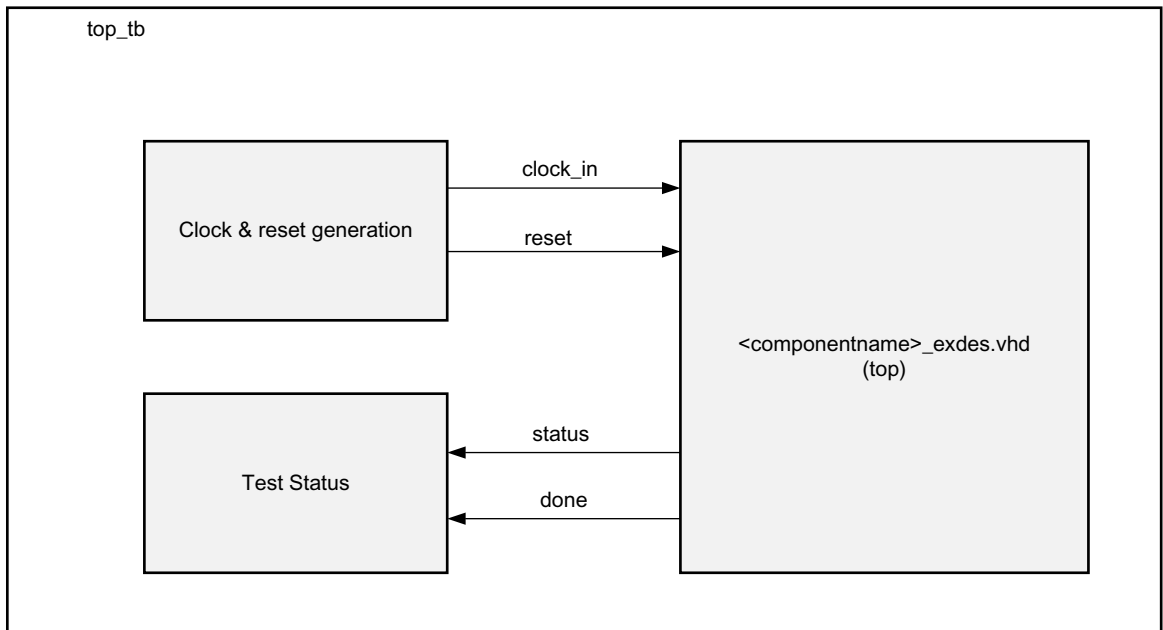 top_tb
clock_in
Clock & reset generation
reset
<componentname>_exdes.vhd
(top)
status
Test Status
done